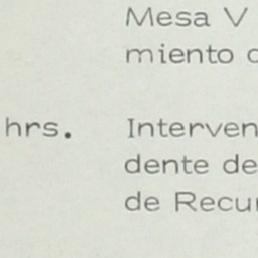 Mesa V
miento
hrs. Interven
dente de
de Recur